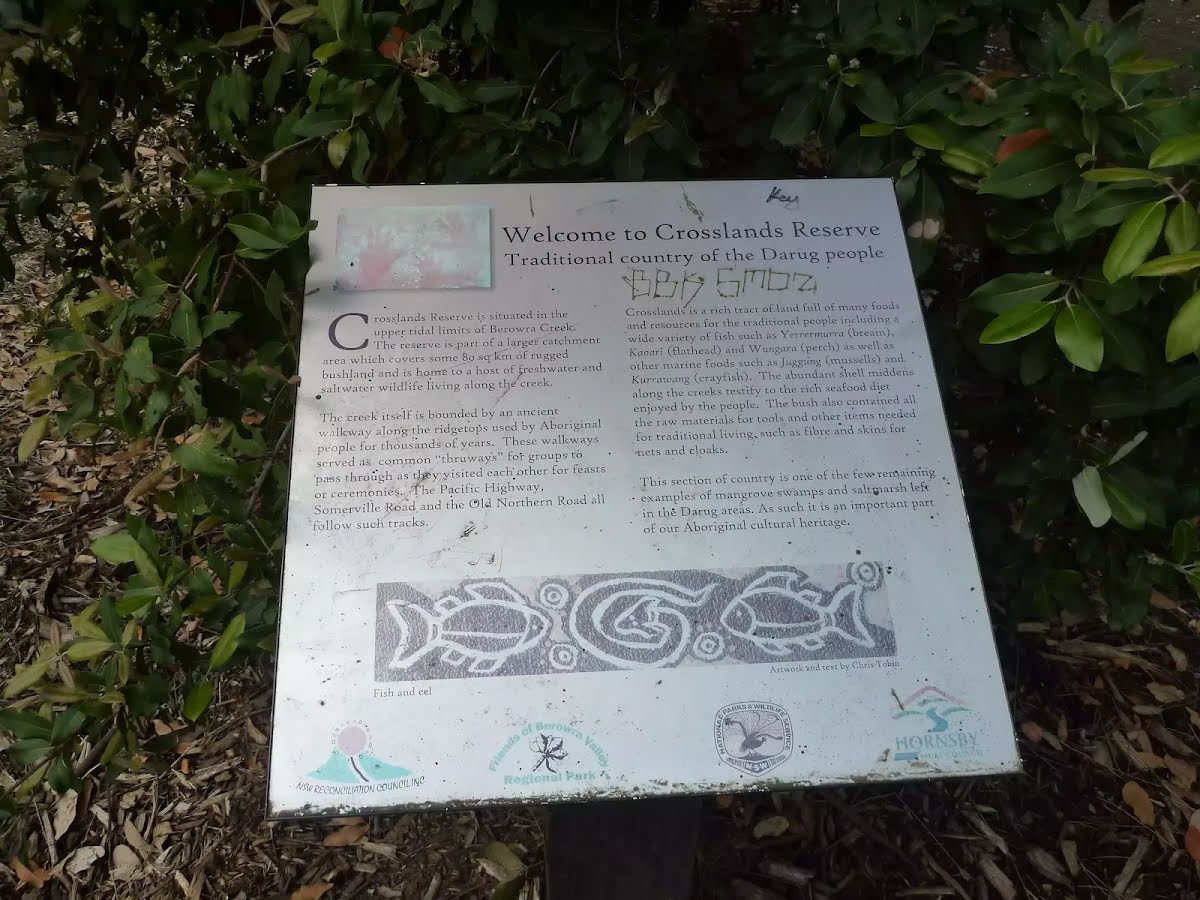 Key
Welcome to Crosslands Reserve
Traditional country of the Darug people
BBK SMOZ
Crosslands Reserve is situated in the
upper tidal limits of Berowra Creek.
The reserve is part of a larger catchment
area which covers some 80 sq km of rugged
bushland and is home to a host of freshwater and
saltwater wildlife living along the creek.
The creek itself is bounded by an ancient
walkway along the ridgetops used by Aboriginal
people for thousands of years. These walkways
served as common "thruways" for groups to
pass through as they visited each other for feasts
or ceremonies. The Pacific Highway,
Somerville Road and the Old Northern Road all
follow such tracks.
Crosslands is a rich tract of land full of many foods
and resources for the traditional people including a
wide variety of fish such as Yerrermurra (bream),
Kaoari (flathead) and Wungara (perch) as well as
other marine foods such as Juggung (mussells) and
Kurrawang (crayfish). The abundant shell middens
along the creeks testify to the rich seafood diet
enjoyed by the people. The bush also contained all
the raw materials for tools and other items needed
for traditional living, such as fibre and skins for
nets and cloaks.
This section of country is one of the few remaining
examples of mangrove swamps and saltmarsh left
in the Darug areas. As such it is an important part
of our Aboriginal cultural heritage.
Fish and eel
Artwork and text by Chris Tobin
NSW RECONCILIATION COUNCIL INC
Friends of Berowra Valley
Regional Park
NATIONAL PARKS & WILDLIFE SERVICE
HORNSBY